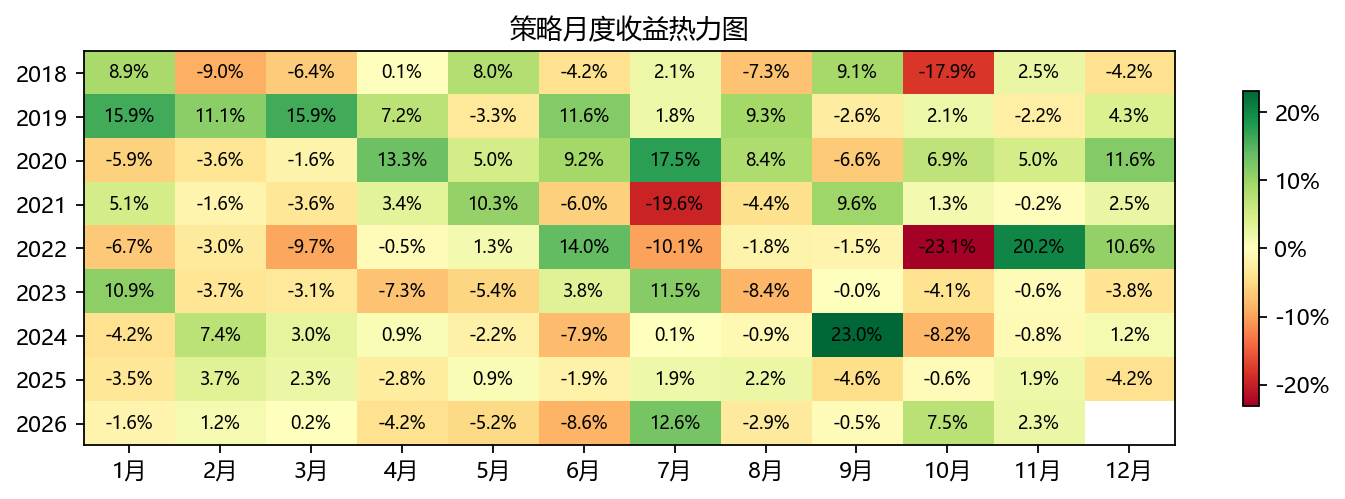 策略月度收益热力图
2018 8.9% -9.0% -6.4% 0.1% 8.0% -4.2% 2.1% -7.3% 9.1% -17.9% 2.5% -4.2%
2019 15.9% 11.1% 15.9% 7.2% -3.3% 11.6% 1.8% 9.3% -2.6% 2.1% -2.2% 4.3%
2020 -5.9% -3.6% -1.6% 13.3% 5.0% 9.2% 17.5% 8.4% -6.6% 6.9% 5.0% 11.6%
2021 5.1% -1.6% -3.6% 3.4% 10.3% -6.0% -19.6% -4.4% 9.6% 1.3% -0.2% 2.5%
2022 -6.7% -3.0% -9.7% -0.5% 1.3% 14.0% -10.1% -1.8% -1.5% -23.1% 20.2% 10.6%
2023 10.9% -3.7% -3.1% -7.3% -5.4% 3.8% 11.5% -8.4% -0.0% -4.1% -0.6% -3.8%
2024 -4.2% 7.4% 3.0% 0.9% -2.2% -7.9% 0.1% -0.9% 23.0% -8.2% -0.8% 1.2%
2025 -3.5% 3.7% 2.3% -2.8% 0.9% -1.9% 1.9% 2.2% -4.6% -0.6% 1.9% -4.2%
2026 -1.6% 1.2% 0.2% -4.2% -5.2% -8.6% 12.6% -2.9% -0.5% 7.5% 2.3%
1月 2月 3月 4月 5月 6月 7月 8月 9月 10月 11月 12月
20%
10%
0%
-10%
-20%